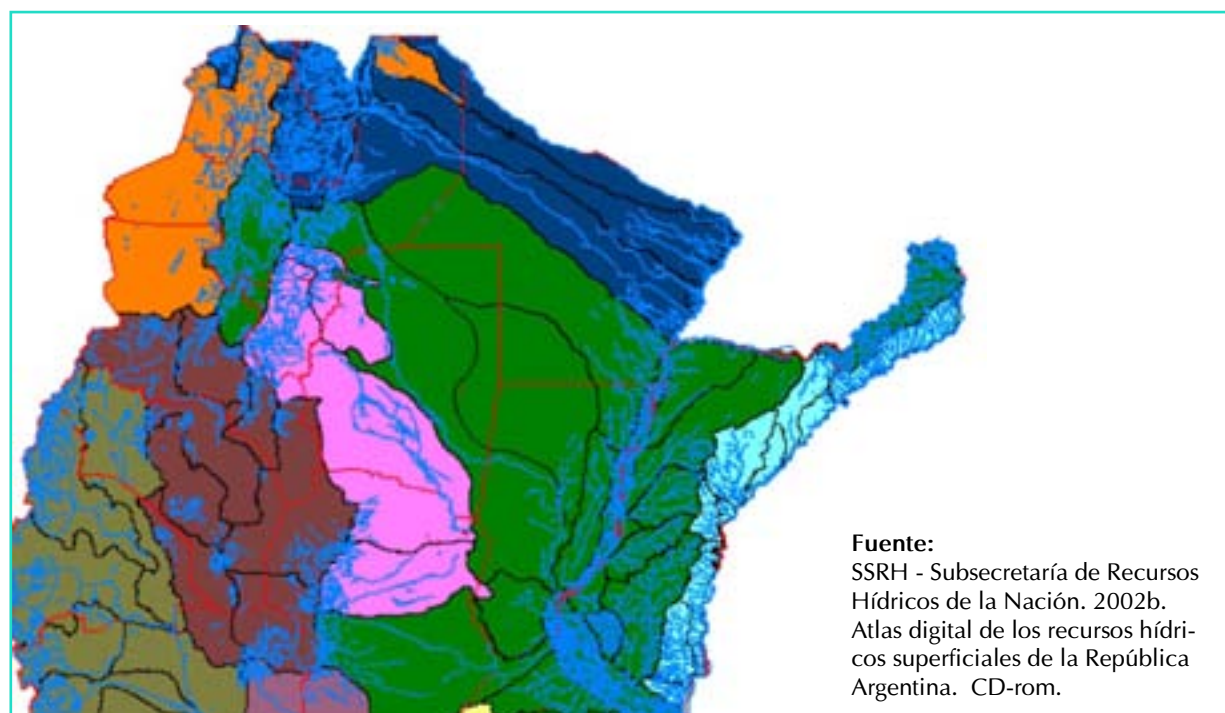 Fuente:
SSRH - Subsecretaría de Recursos
Hídricos de la Nación. 2002b.
Atlas digital de los recursos hídri-
cos superficiales de la República
Argentina. CD-rom.